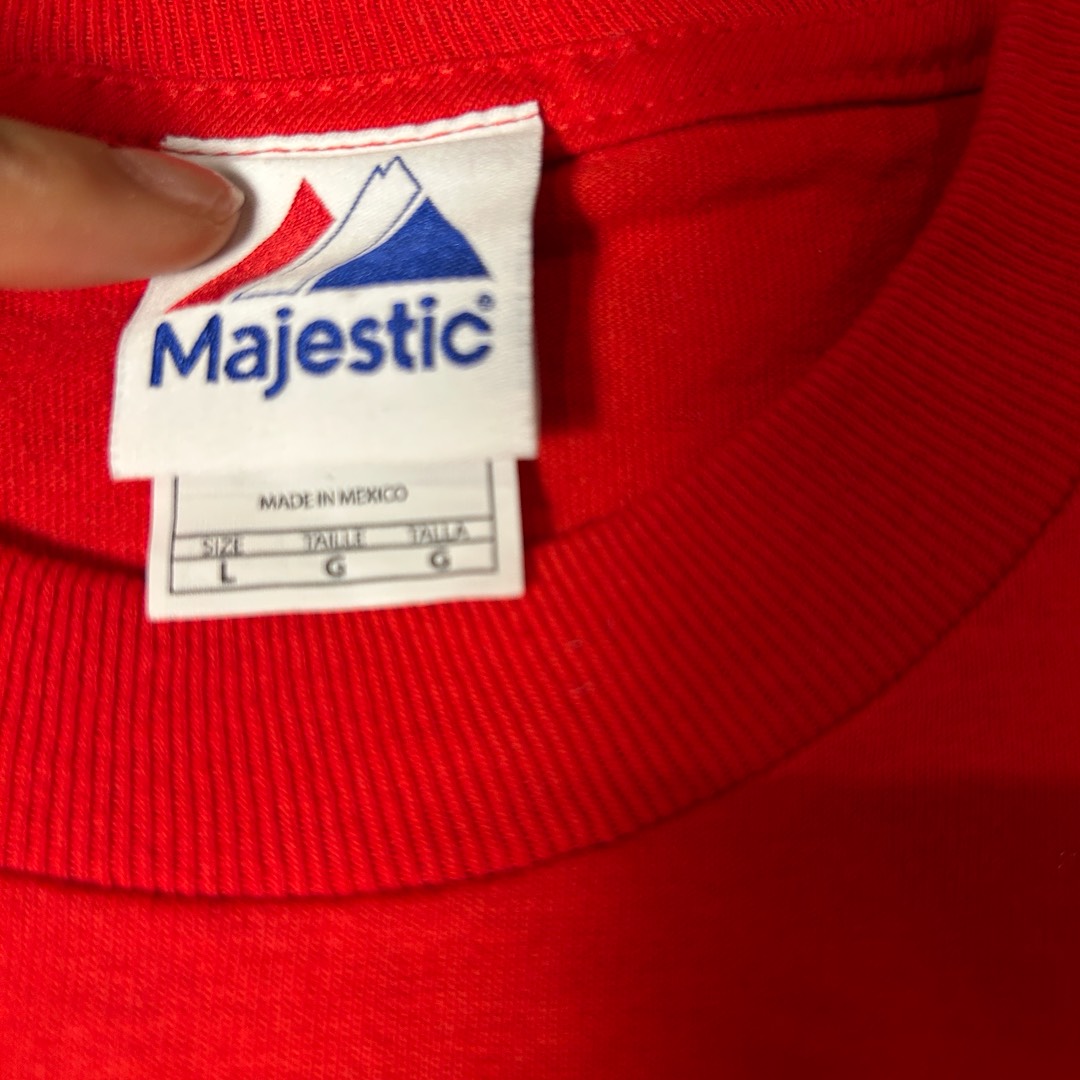 Majestic®
MADE IN MEXICO
SIZE TAILLE TALLA
L G G